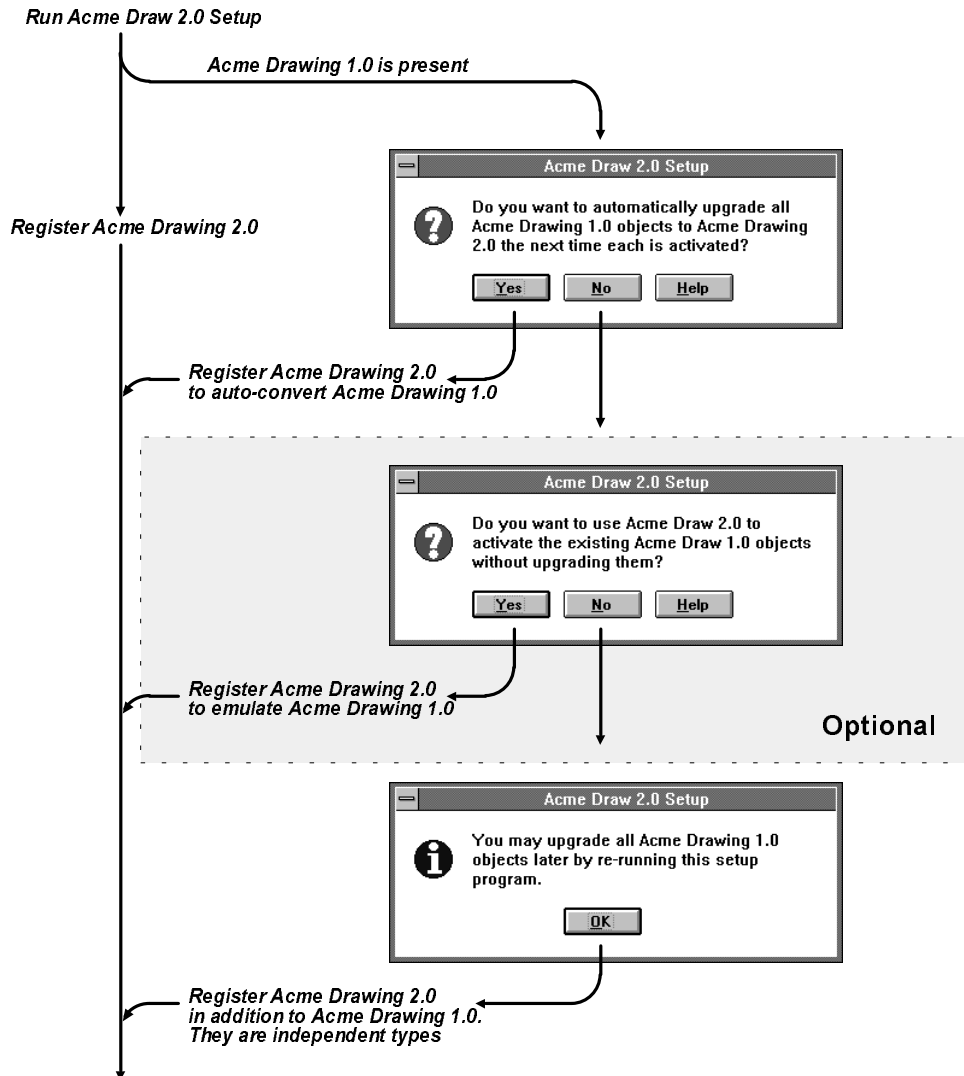 Run Acme Draw 2.0 Setup
Acme Drawing 1.0 is present
Acme Draw 2.0 Setup
Do you want to automatically upgrade all
Acme Drawing 1.0 objects to Acme Drawing
2.0 the next time each is activated?
Yes No Help
Register Acme Drawing 2.0
Register Acme Drawing 2.0
to auto-convert Acme Drawing 1.0
Acme Draw 2.0 Setup
Do you want to use Acme Draw 2.0 to
activate the existing Acme Draw 1.0 objects
without upgrading them?
Yes No Help
Register Acme Drawing 2.0
to emulate Acme Drawing 1.0
Optional
Acme Draw 2.0 Setup
You may upgrade all Acme Drawing 1.0
objects later by re-running this setup
program.
OK
Register Acme Drawing 2.0
in addition to Acme Drawing 1.0.
They are independent types